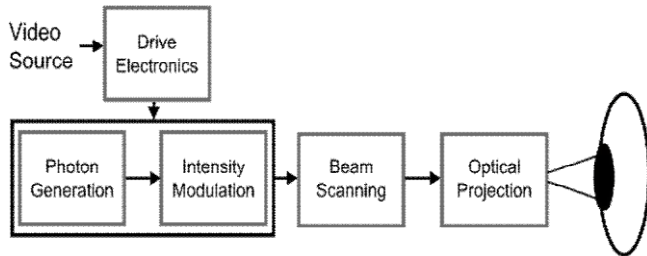 Video
Source
Drive
Electronics
Photon
Generation
Intensity
Modulation
Beam
Scanning
Optical
Projection